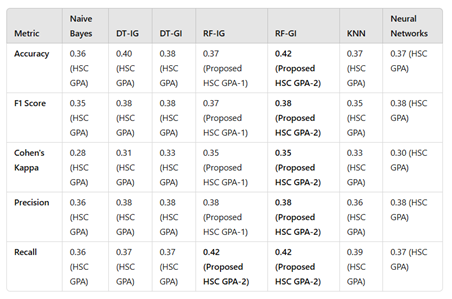 Metric Naive Bayes DT-IG DT-GI RF-IG RF-GI KNN Neural Networks
Accuracy 0.36 (HSC GPA) 0.40 (HSC GPA) 0.38 (HSC GPA) 0.37 (Proposed HSC GPA-1) 0.42 (Proposed HSC GPA-2) 0.37 (HSC GPA) 0.37 (HSC GPA)
F1 Score 0.35 (HSC GPA) 0.38 (HSC GPA) 0.38 (HSC GPA) 0.37 (Proposed HSC GPA-1) 0.38 (Proposed HSC GPA-2) 0.35 (HSC GPA) 0.38 (HSC GPA)
Cohen's Kappa 0.28 (HSC GPA) 0.31 (HSC GPA) 0.33 (HSC GPA) 0.35 (Proposed HSC GPA-1) 0.35 (Proposed HSC GPA-2) 0.33 (HSC GPA) 0.30 (HSC GPA)
Precision 0.36 (HSC GPA) 0.38 (HSC GPA) 0.38 (HSC GPA) 0.38 (Proposed HSC GPA-1) 0.38 (Proposed HSC GPA-2) 0.36 (HSC GPA) 0.38 (HSC GPA)
Recall 0.36 (HSC GPA) 0.37 (HSC GPA) 0.37 (HSC GPA) 0.42 (Proposed HSC GPA-2) 0.42 (Proposed HSC GPA-2) 0.39 (HSC GPA) 0.37 (HSC GPA)